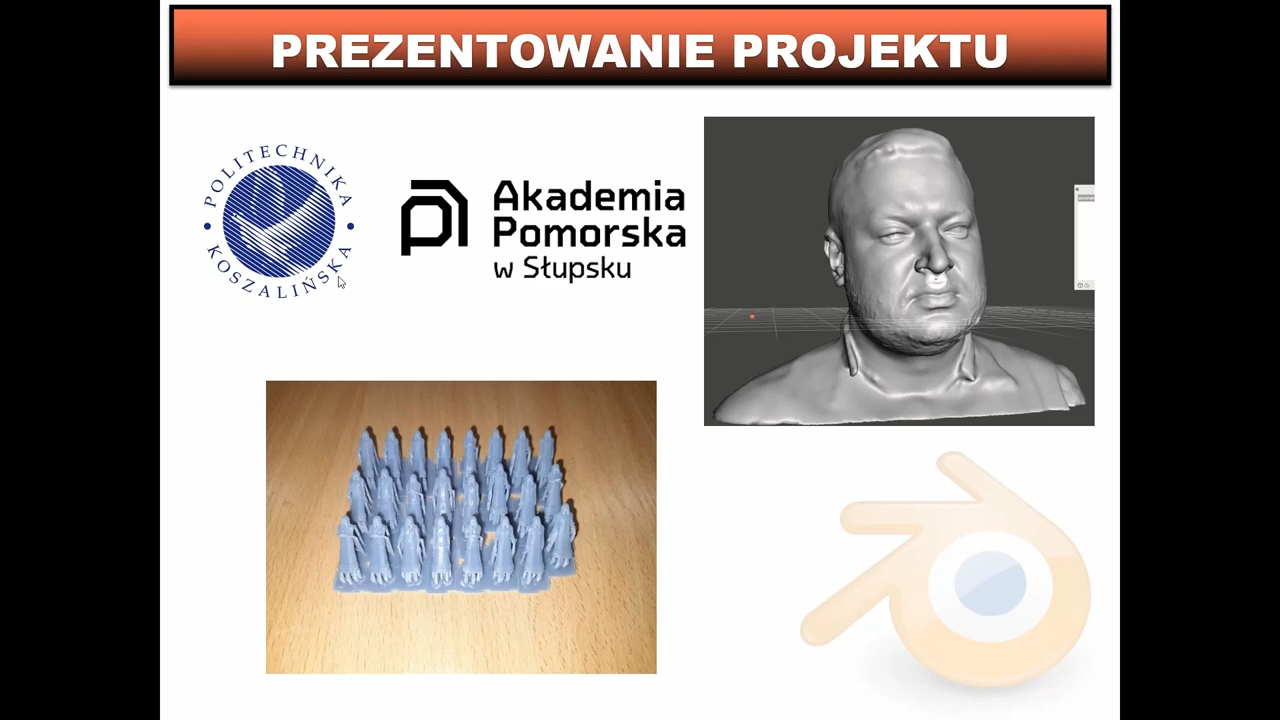 PREZENTOWANIE PROJEKTU
POLITECHNIKA
KOSZALIŃSKA
Akademia
Pomorska
w Słupsku